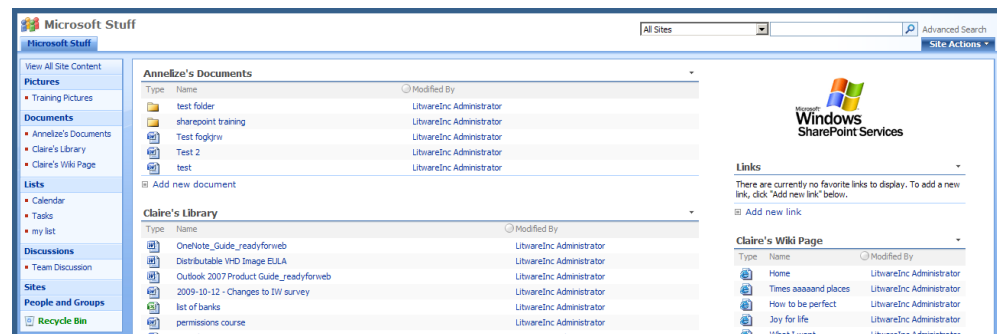 Microsoft Stuff
All Sites
Advanced Search
Microsoft Stuff
Site Actions
View All Site Content
Pictures
Training Pictures
Documents
Annelize's Documents
Claire's Library
Claire's Wiki Page
Lists
Calendar
Tasks
my list
Discussions
Team Discussion
Sites
People and Groups
Recycle Bin
Annelize's Documents
Type Name Modified By
test folder LitwareInc Administrator
sharepoint training LitwareInc Administrator
Test fogkjrw LitwareInc Administrator
Test 2 LitwareInc Administrator
test LitwareInc Administrator
Add new document
Claire's Library
Type Name Modified By
OneNote_Guide_readyforweb LitwareInc Administrator
Distributable VHD Image EULA LitwareInc Administrator
Outlook 2007 Product Guide_readyforweb LitwareInc Administrator
2009-10-12 - Changes to IW survey LitwareInc Administrator
list of banks LitwareInc Administrator
permissions course LitwareInc Administrator
Microsoft
Windows
SharePoint Services
Links
There are currently no favorite links to display. To add a new
link, click "Add new link" below.
Add new link
Claire's Wiki Page
Type Name Modified By
Home LitwareInc Administrator
Times aaaaand places LitwareInc Administrator
How to be perfect LitwareInc Administrator
Joy for life LitwareInc Administrator
What I want LitwareInc Administrator